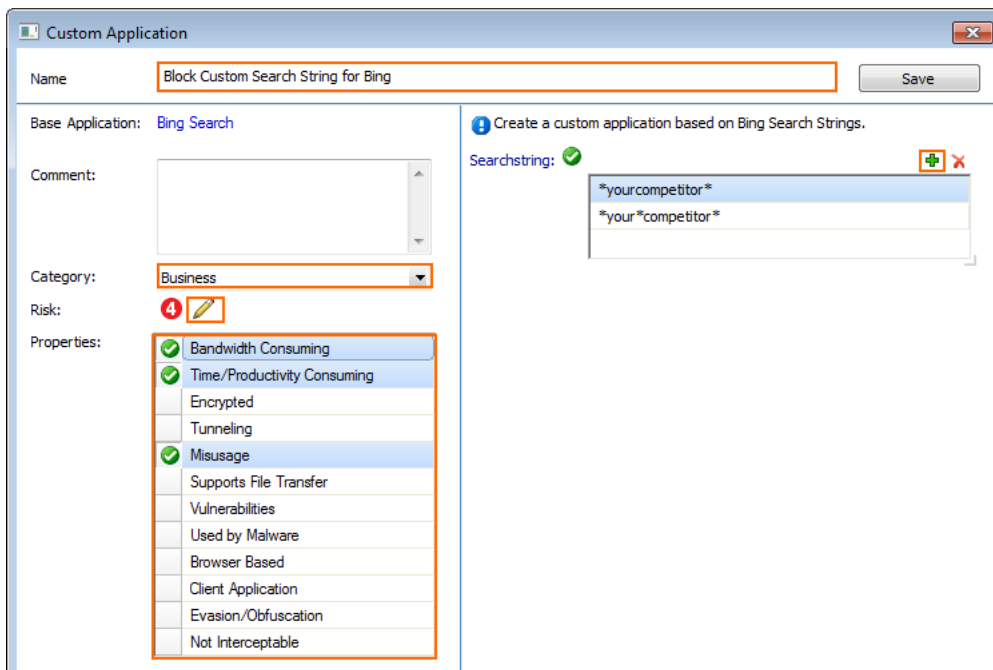 Custom Application
Name
Block Custom Search String for Bing
Save
Base Application: Bing Search
Comment:
Category: Business
Risk: 4
Properties:
Bandwidth Consuming
Time/Productivity Consuming
Encrypted
Tunneling
Misusage
Supports File Transfer
Vulnerabilities
Used by Malware
Browser Based
Client Application
Evasion/Obfuscation
Not Interceptable
Create a custom application based on Bing Search Strings.
Searchstring:
*yourcompetitor*
*your*competitor*